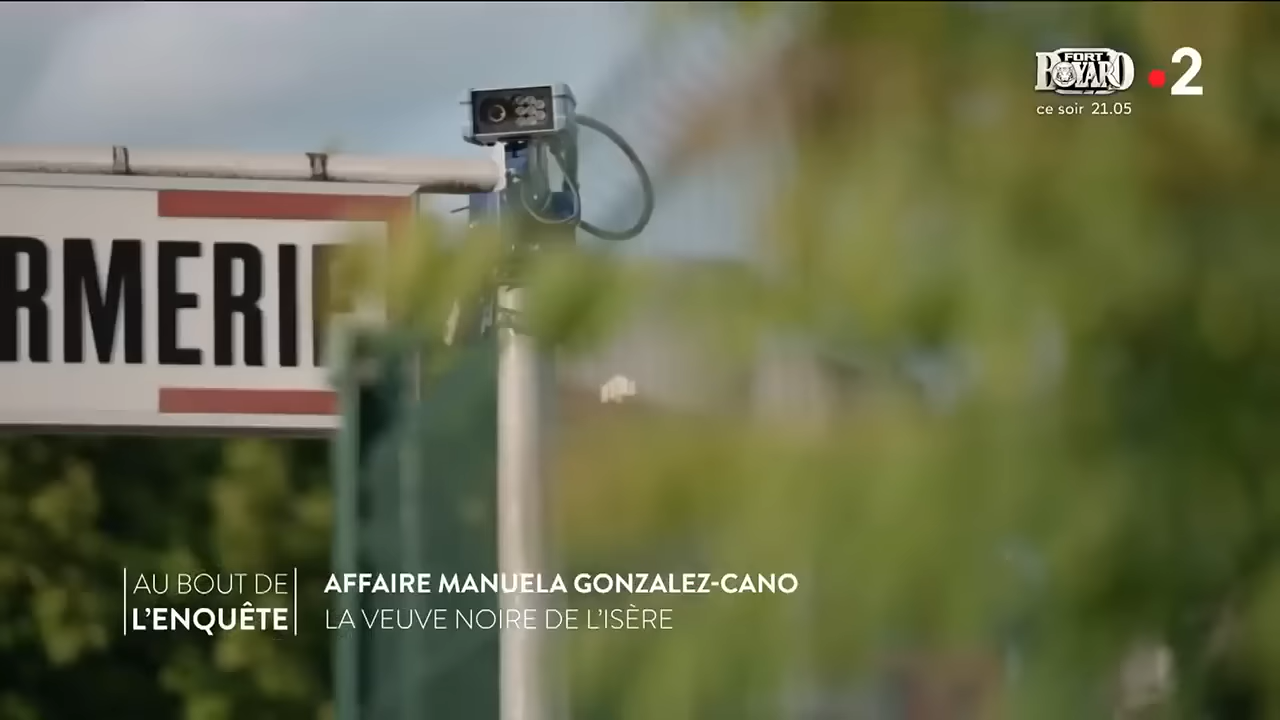 FORT
BOYARD
2
ce soir 21.05
RMERIE
AU BOUT DE
L'ENQUÊTE
AFFAIRE MANUELA GONZALEZ-CANO
LA VEUVE NOIRE DE L'ISÈRE